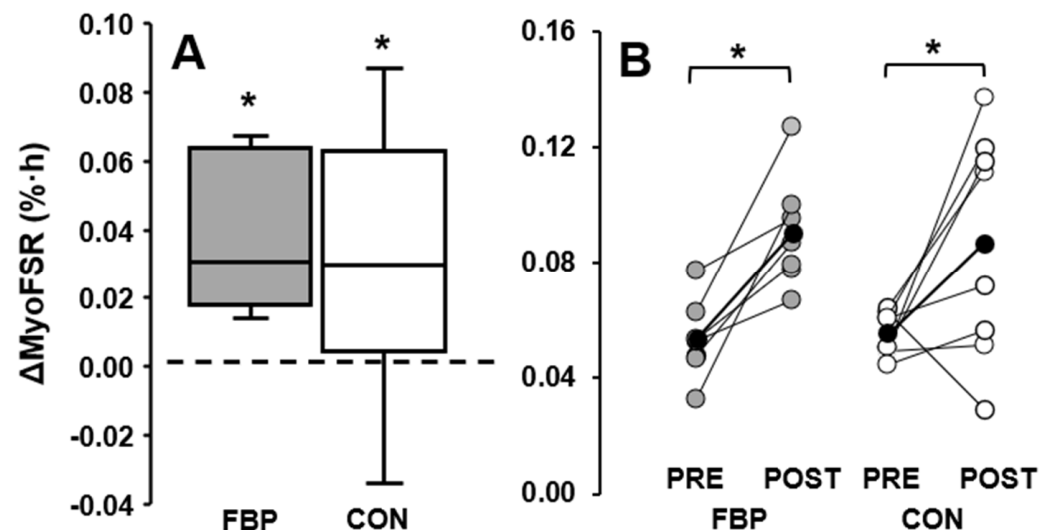 ΔMyoFSR (%·h)
0.10
0.08
0.06
0.04
0.02
0.00
-0.02
-0.04
A
*
*
FBP
CON
0.16
0.12
0.08
0.04
0.00
B
*
*
PRE POST PRE POST
FBP CON